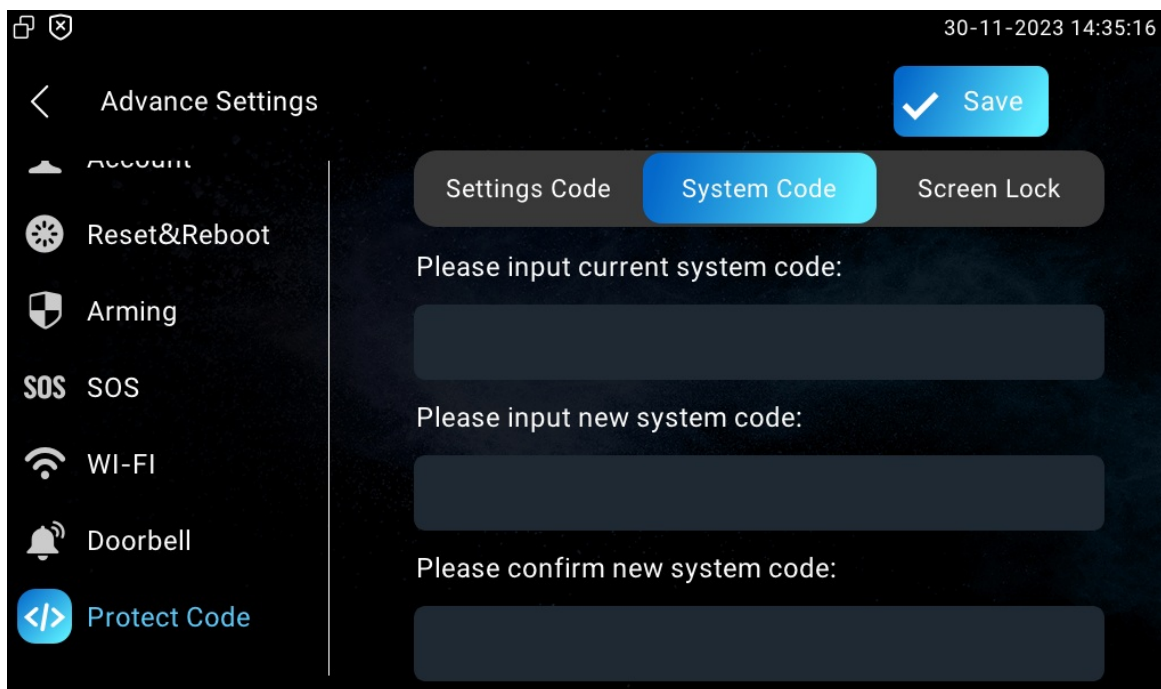 30-11-2023 14:35:16
Advance Settings
Save
Account
Reset&Reboot
Arming
SOS SOS
WI-FI
Doorbell
Protect Code
Settings Code System Code Screen Lock
Please input current system code:
Please input new system code:
Please confirm new system code: